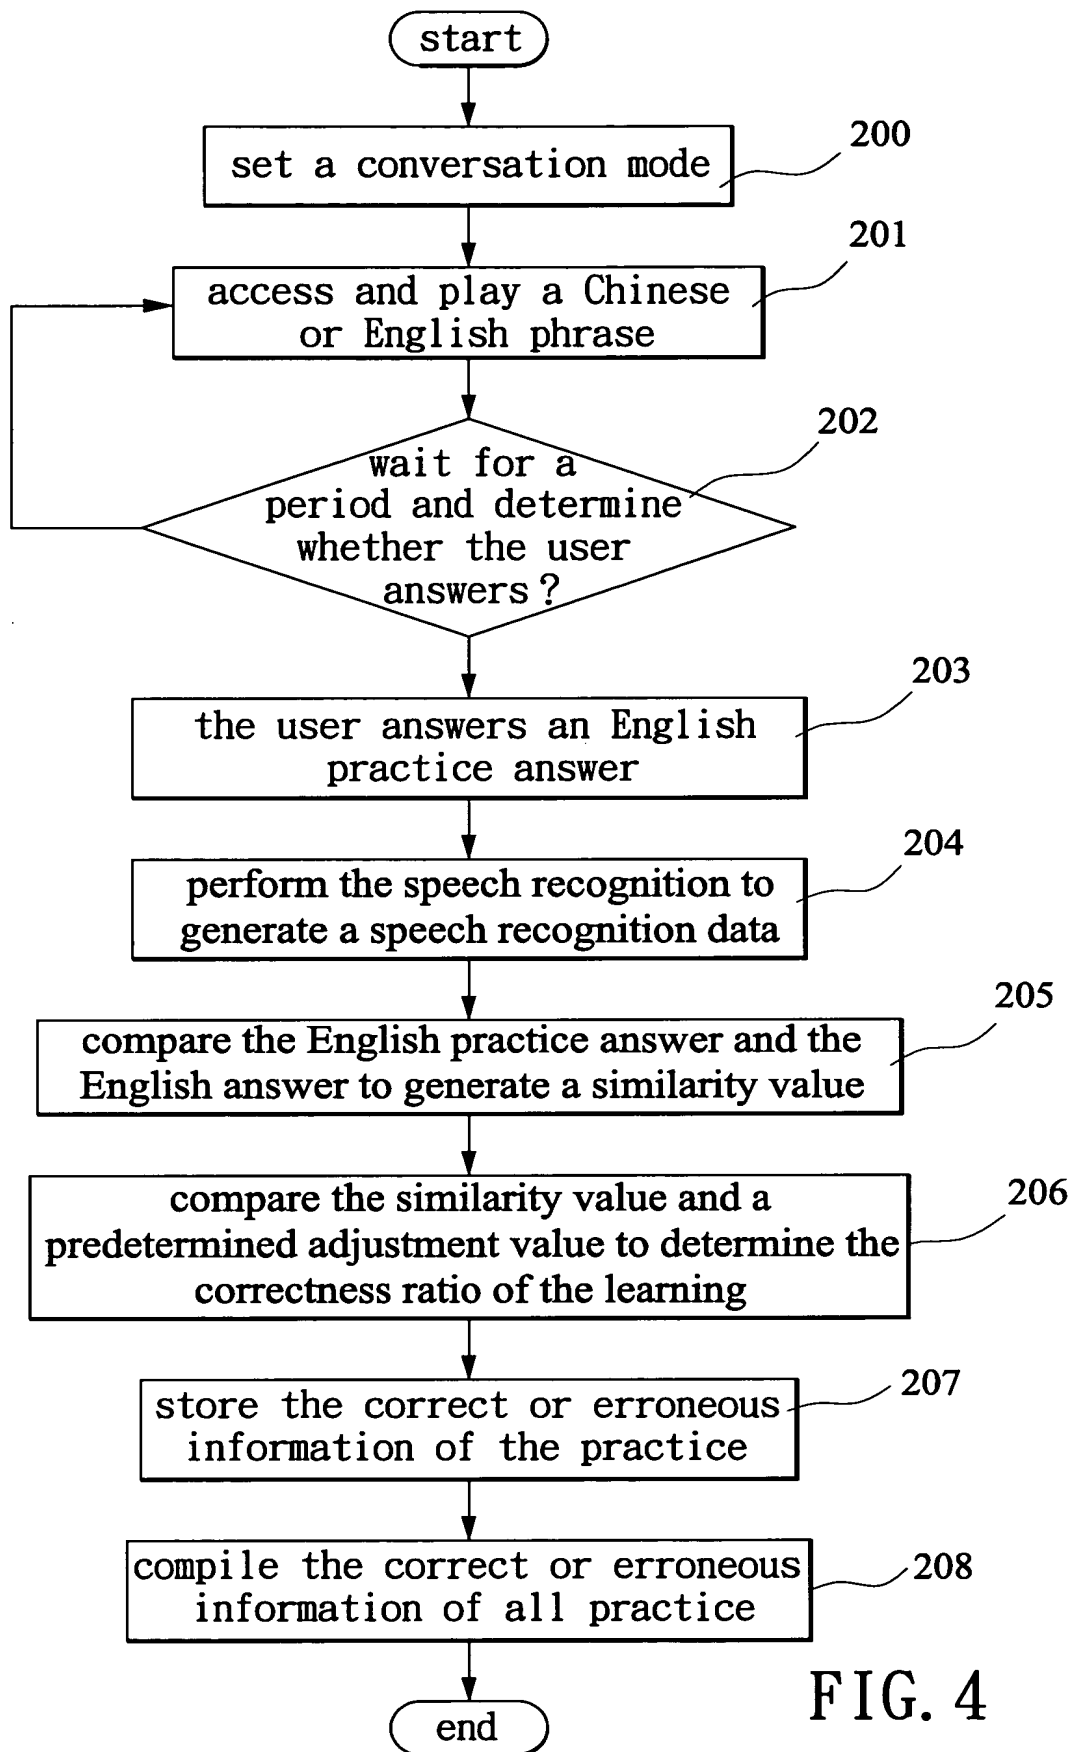 start
200
set a conversation mode
201
access and play a Chinese
or English phrase
202
wait for a
period and determine
whether the user
answers?
203
the user answers an English
practice answer
204
perform the speech recognition to
generate a speech recognition data
205
compare the English practice answer and the
English answer to generate a similarity value
206
compare the similarity value and a
predetermined adjustment value to determine the
correctness ratio of the learning
207
store the correct or erroneous
information of the practice
208
compile the correct or erroneous
information of all practice
end
FIG. 4